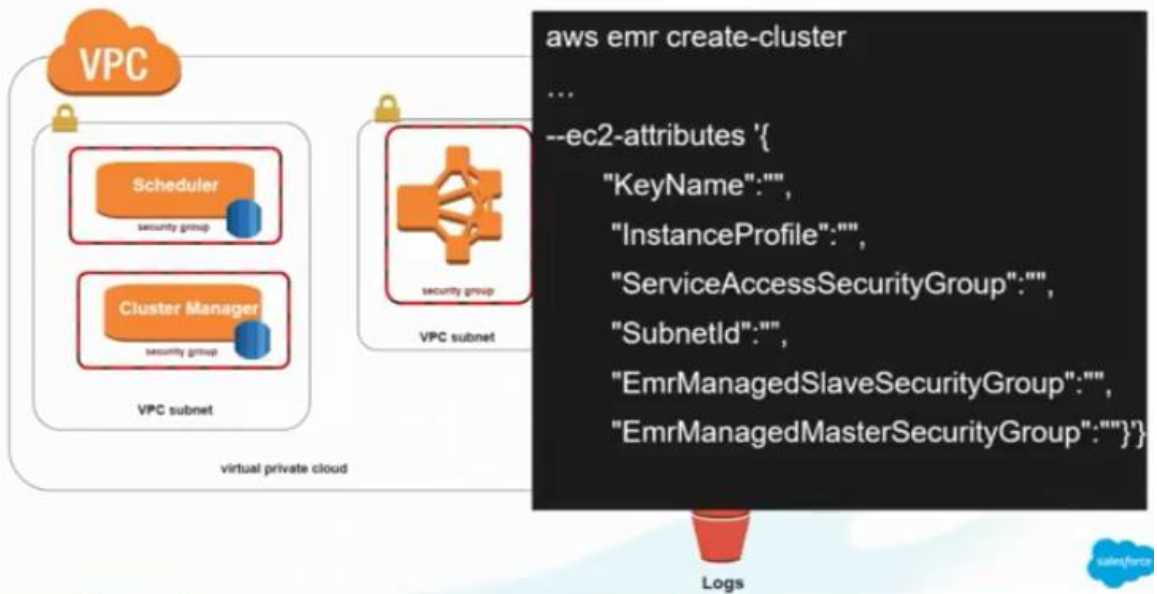 VPC
Scheduler
security group
Cluster Manager
security group
VPC subnet
security group
VPC subnet
virtual private cloud
aws emr create-cluster
...
--ec2-attributes '{
"KeyName":"",
"InstanceProfile":"",
"ServiceAccessSecurityGroup":"",
"SubnetId":"",
"EmrManagedSlaveSecurityGroup":"",
"EmrManagedMasterSecurityGroup":""}'}
Logs
salesforce